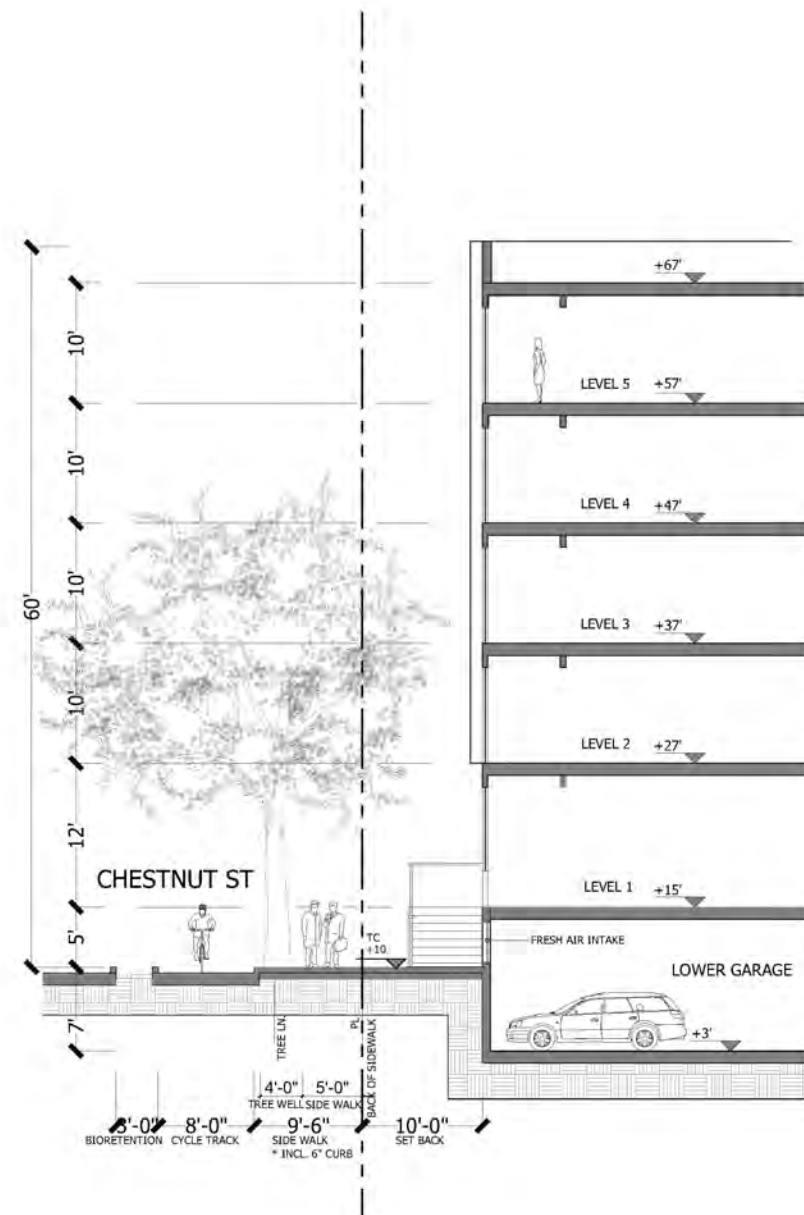 +67'
10'
LEVEL 5 +57'
10'
LEVEL 4 +47'
10'
LEVEL 3 +37'
60'
10'
LEVEL 2 +27'
12'
CHESTNUT ST
LEVEL 1 +15'
5'
TC
+10
FRESH AIR INTAKE
LOWER GARAGE
7'
TREE LN.
PL
BACK OF SIDEWALK
+3'
4'-0" 5'-0"
TREE WELL SIDE WALK
8'-0" 9'-6" 10'-0"
BIORETENTION CYCLE TRACK SIDE WALK SET BACK
* INCL. 6" CURB